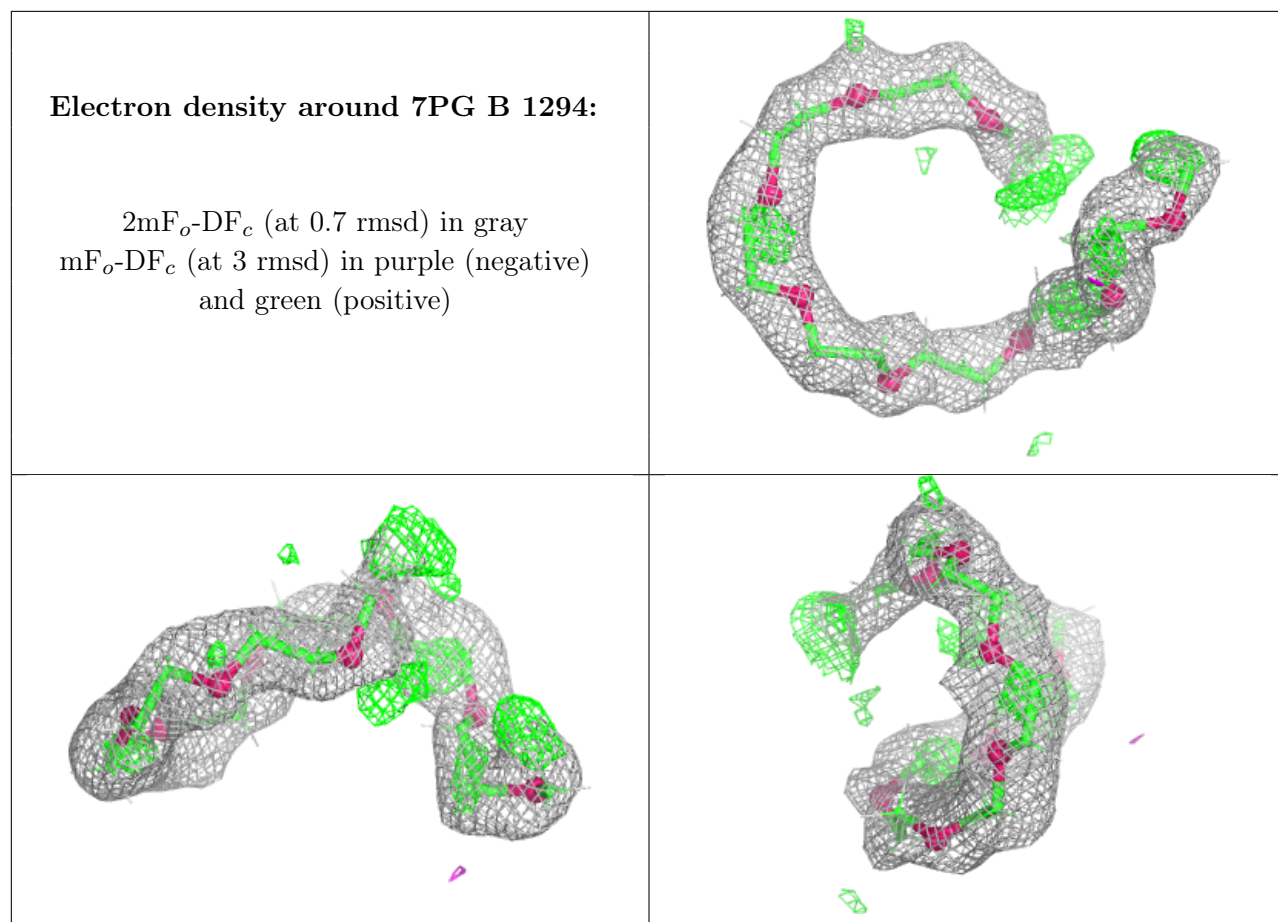 Electron density around 7PG B 1294:
2mFₒ-DF𝒸 (at 0.7 rmsd) in gray
mFₒ-DF𝒸 (at 3 rmsd) in purple (negative)
and green (positive)